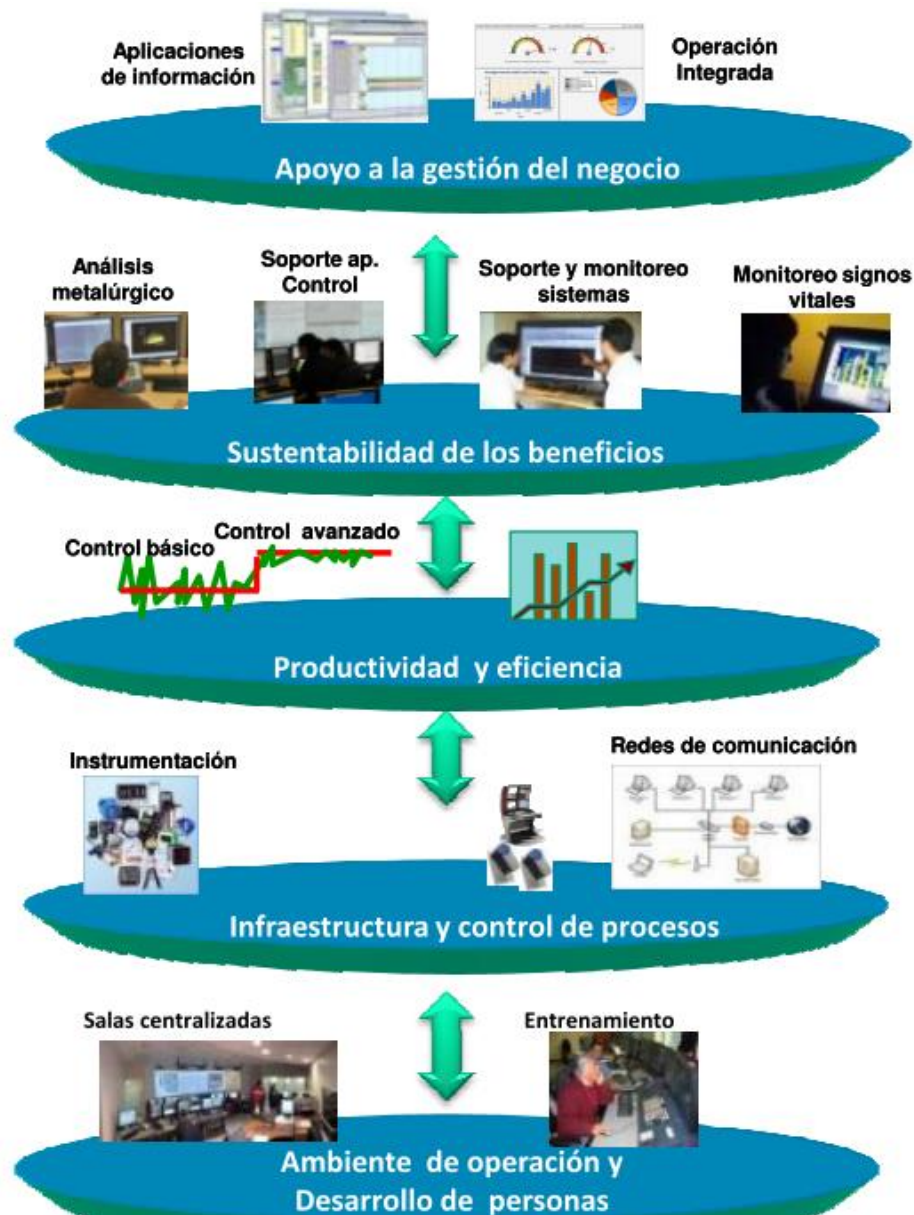 Aplicaciones
de información
Operación
Integrada
Apoyo a la gestión del negocio
Análisis
metalúrgico
Soporte ap.
Control
Soporte y monitoreo
sistemas
Monitoreo signos
vitales
Sustentabilidad de los beneficios
Control básico
Control avanzado
Productividad y eficiencia
Instrumentación
Redes de comunicación
Infraestructura y control de procesos
Salas centralizadas
Entrenamiento
Ambiente de operación y
Desarrollo de personas